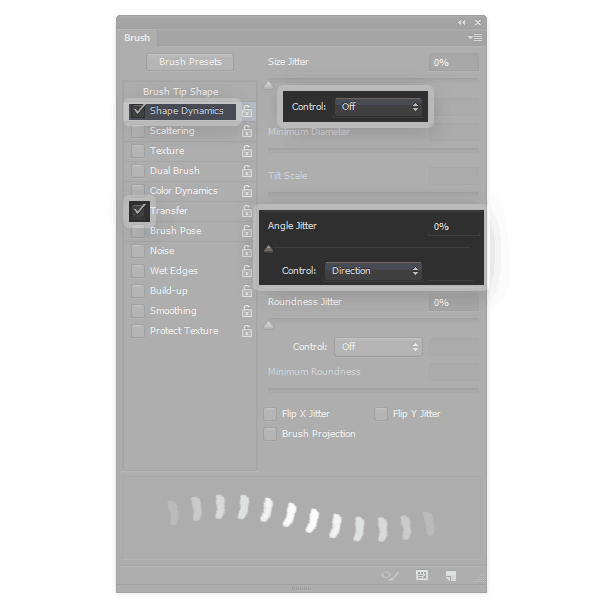 Brush
Brush Presets
Size Jitter
0%
Brush Tip Shape
Shape Dynamics
Control:
Off
Scattering
Minimum Diameter
Texture
Dual Brush
Tilt Scale
Color Dynamics
Transfer
Angle Jitter
0%
Brush Pose
Noise
Wet Edges
Control:
Direction
Build-up
Roundness Jitter
0%
Smoothing
Protect Texture
Control:
Off
Minimum Roundness
Flip X Jitter
Flip Y Jitter
Brush Projection